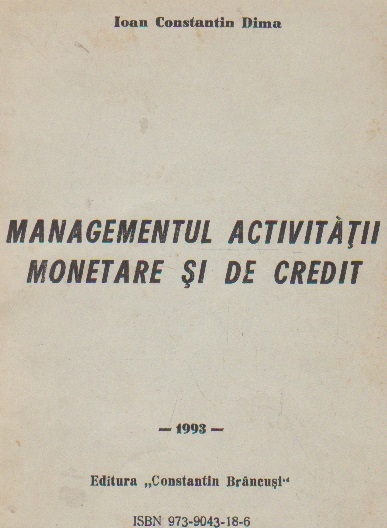 Ioan Constantin Dima
MANAGEMENTUL ACTIVITĂŢII
MONETARE ŞI DE CREDIT
— 1993 —
Editura „Constantin Brâncuşi“
ISBN 973-9043-18-6